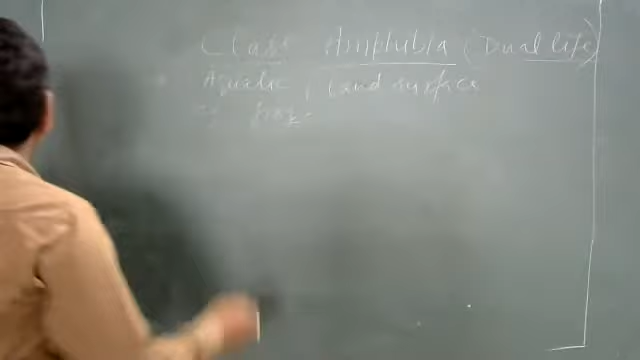 Class Amphibia (Dual life)
Aquatic, Land surface
eg frog.